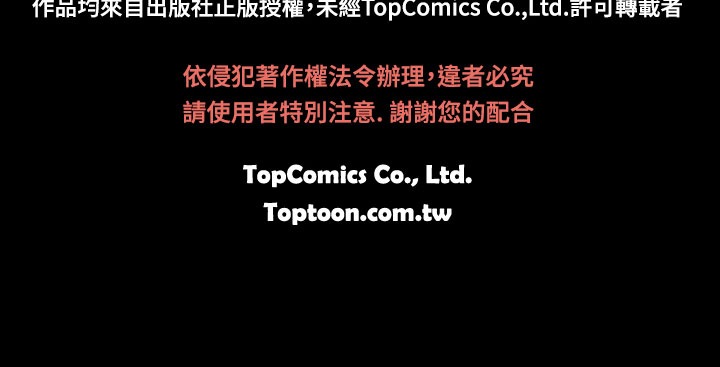 作品均來自出版社正版授權，未經TopComics Co.,Ltd.許可轉載者
依侵犯著作權法令辦理，違者必究
請使用者特別注意. 謝謝您的配合
TopComics Co., Ltd.
Toptoon.com.tw